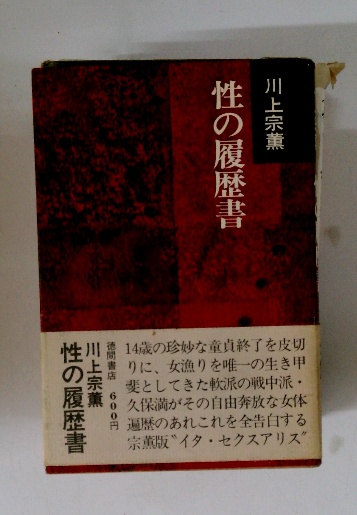 川上宗薫
性の履歴書
14歳の珍妙な童貞終了を皮切
りに、女漁りを唯一の生き甲
斐としてきた軟派の戦中派・
久保満がその自由奔放な女体
遍歴のあれこれを全告白する
宗薫版〝イタ・セクスアリス〟
徳間書店 690円
川上宗薫
性の履歴書